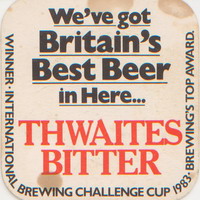 We've got
Britain's
Best Beer
in Here...
THWAITES
BITTER
WINNER · INTERNATIONAL BREWING CHALLENGE CUP 1983 · BREWING'S TOP AWARD.